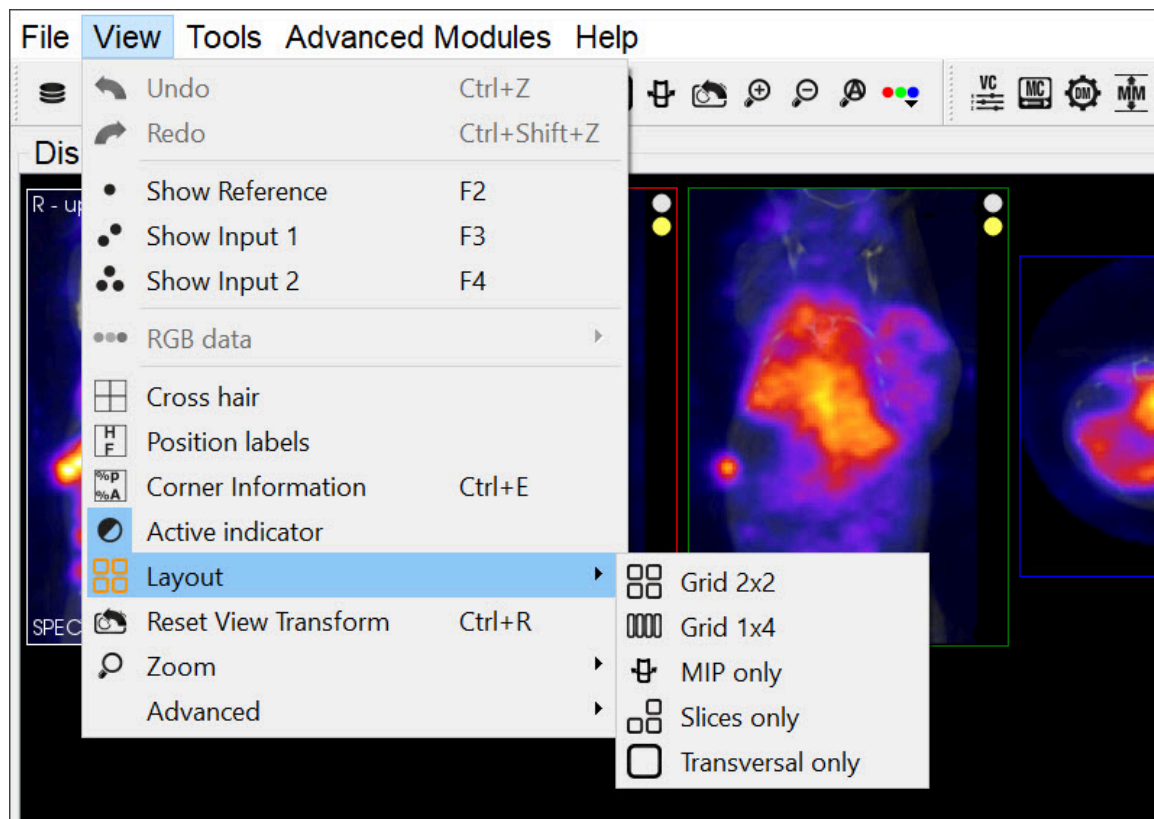 File View Tools Advanced Modules Help
Undo Ctrl+Z
VC MC DM MM
Redo Ctrl+Shift+Z
Dis
Show Reference F2
R - up
Show Input 1 F3
Show Input 2 F4
RGB data
Cross hair
H F Position labels
%p %A Corner Information Ctrl+E
Active indicator
Layout
Grid 2x2
SPEC Reset View Transform Ctrl+R
Grid 1x4
Zoom
MIP only
Advanced
Slices only
Transversal only